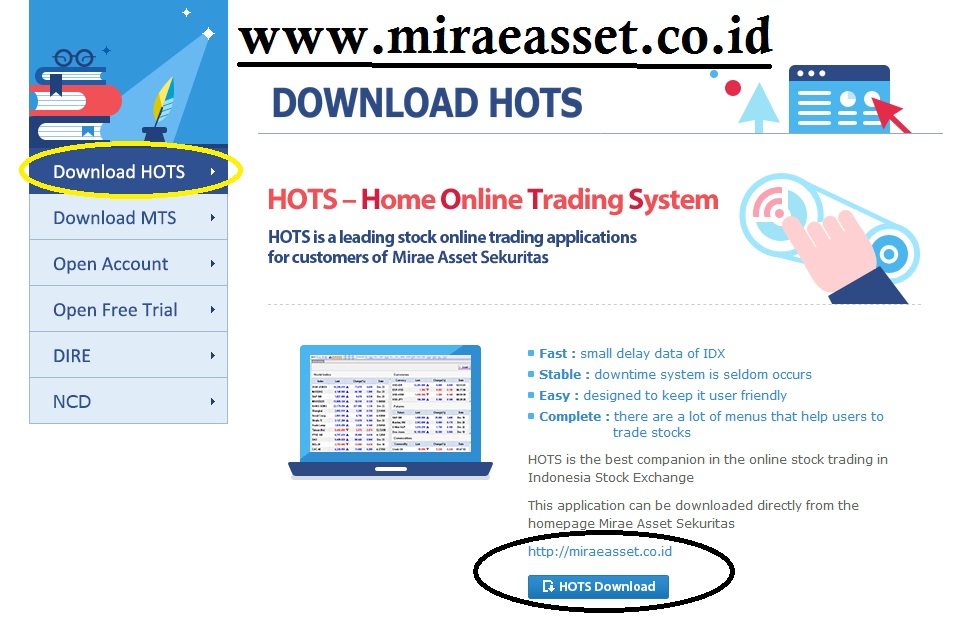 www.miraeasset.co.id
DOWNLOAD HOTS
Download HOTS
Download MTS
Open Account
Open Free Trial
DIRE
NCD
HOTS – Home Online Trading System
HOTS is a leading stock online trading applications
for customers of Mirae Asset Sekuritas
Fast : small delay data of IDX
Stable : downtime system is seldom occurs
Easy : designed to keep it user friendly
Complete : there are a lot of menus that help users to
trade stocks
HOTS is the best companion in the online stock trading in
Indonesia Stock Exchange
This application can be downloaded directly from the
homepage Mirae Asset Sekuritas
http://miraeasset.co.id
HOTS Download